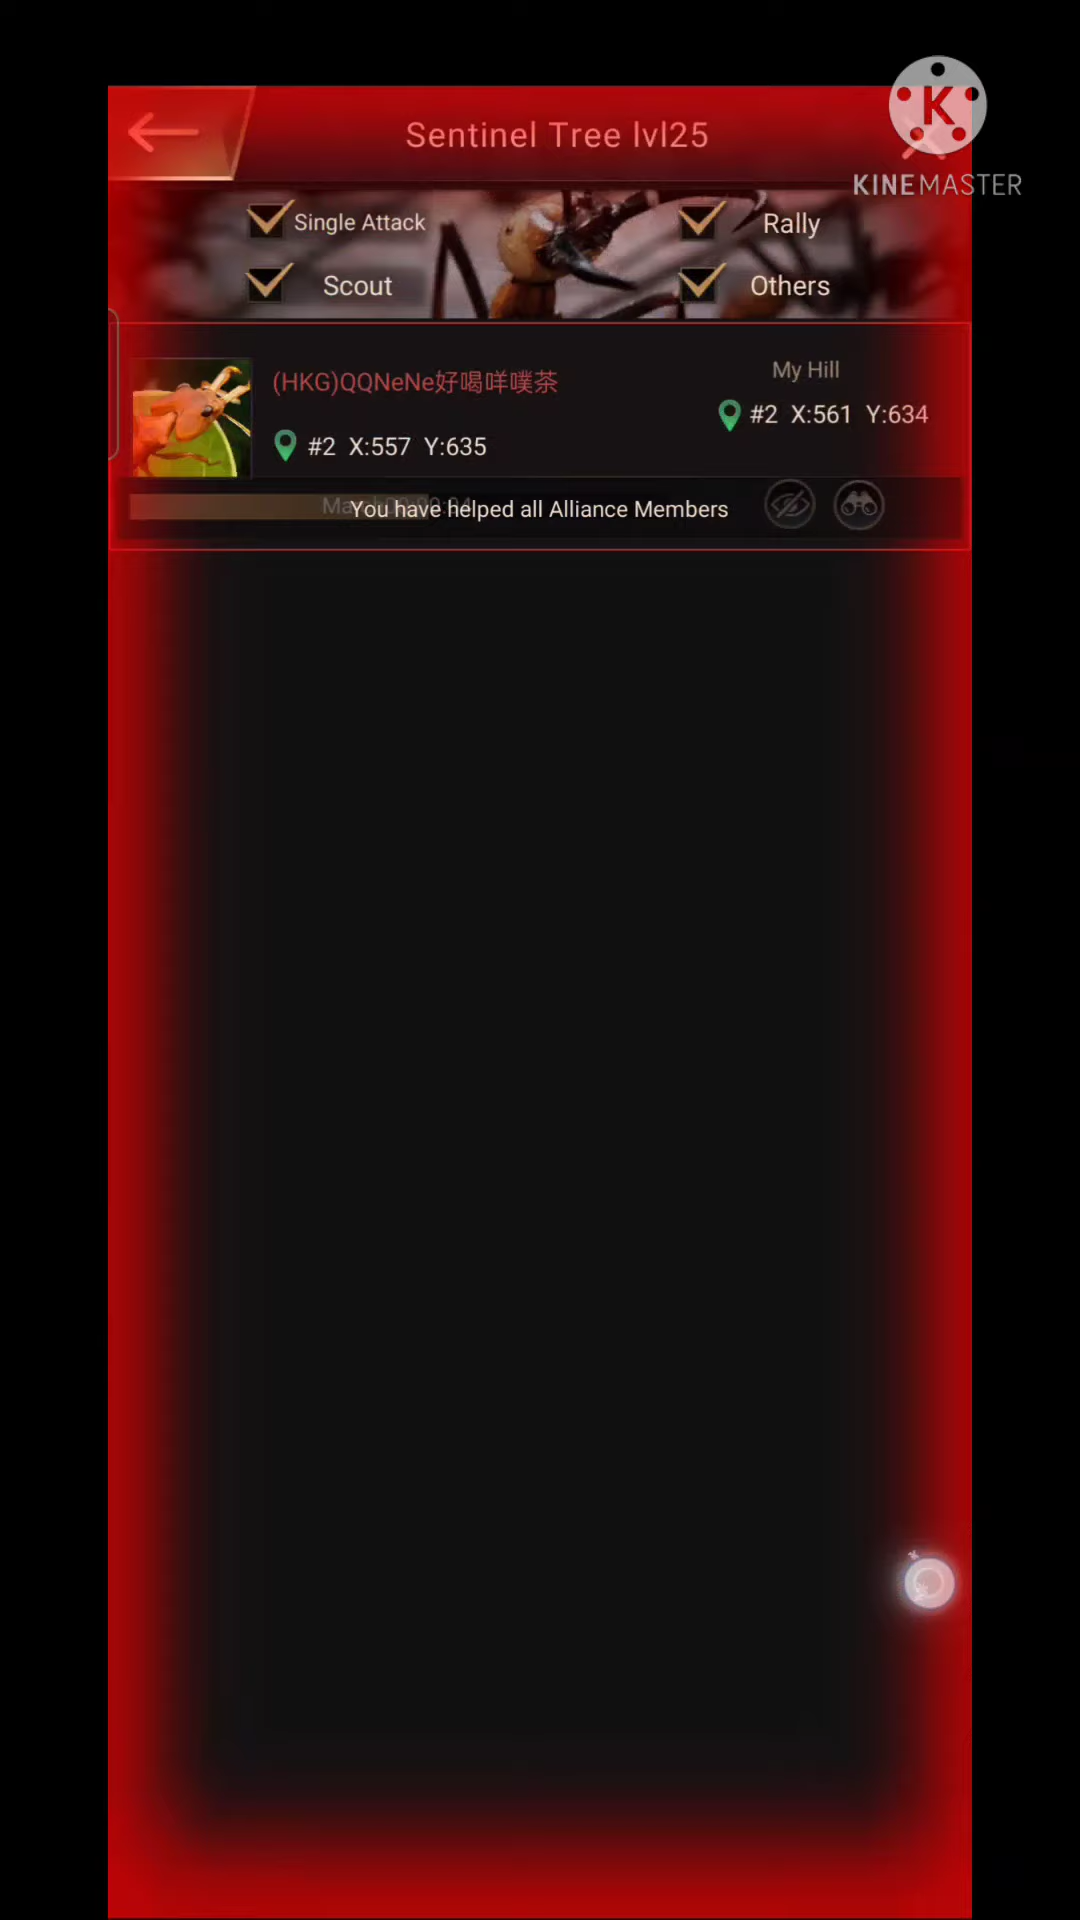 Sentinel Tree lvl25
KINEMASTER
Single Attack
Rally
Scout
Others
(HKG)QQNeNe好喝咩噗茶
My Hill
#2 X:561 Y:634
#2 X:557 Y:635
You have helped all Alliance Members